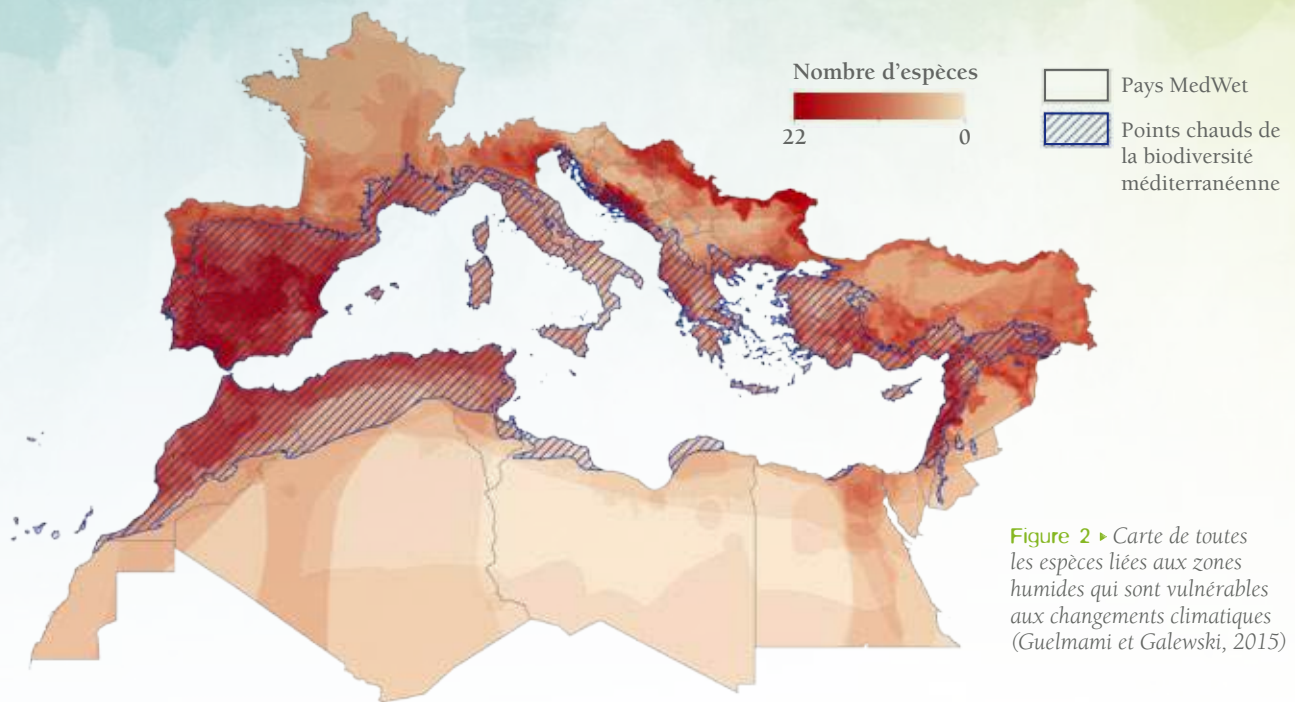 Nombre d'espèces
22 0
Pays MedWet
Points chauds de
la biodiversité
méditerranéenne
Figure 2 ▸ Carte de toutes
les espèces liées aux zones
humides qui sont vulnérables
aux changements climatiques
(Guelmami et Galewski, 2015)